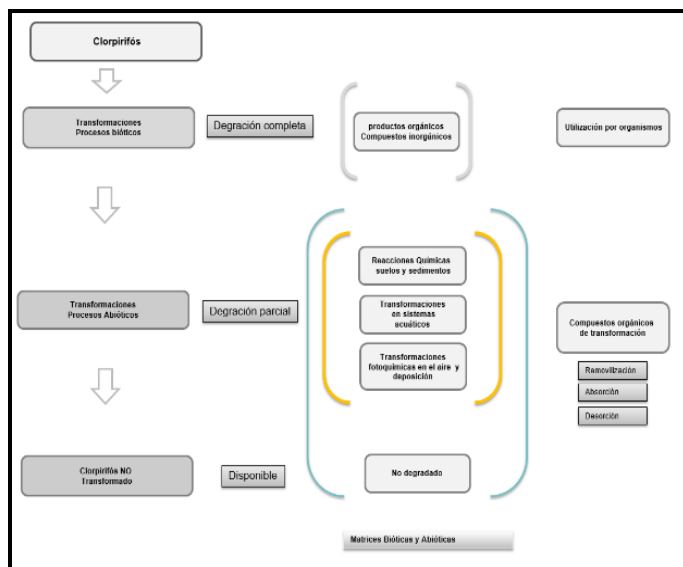 Clorpirifós
Transformaciones
Procesos bióticos
Degración completa
productos orgánicos
Compuestos inorgánicos
Utilización por organismos
Transformaciones
Procesos Abióticos
Degración parcial
Reacciones Químicas
suelos y sedimentos
Transformaciones
en sistemas
acuáticos
Transformaciones
fotoquímicas en el aire y
deposición
Compuestos orgánicos
de transformación
Removilización
Absorción
Desorción
Clorpirifós NO
Transformado
Disponible
No degradado
Matrices Bióticas y Abióticas